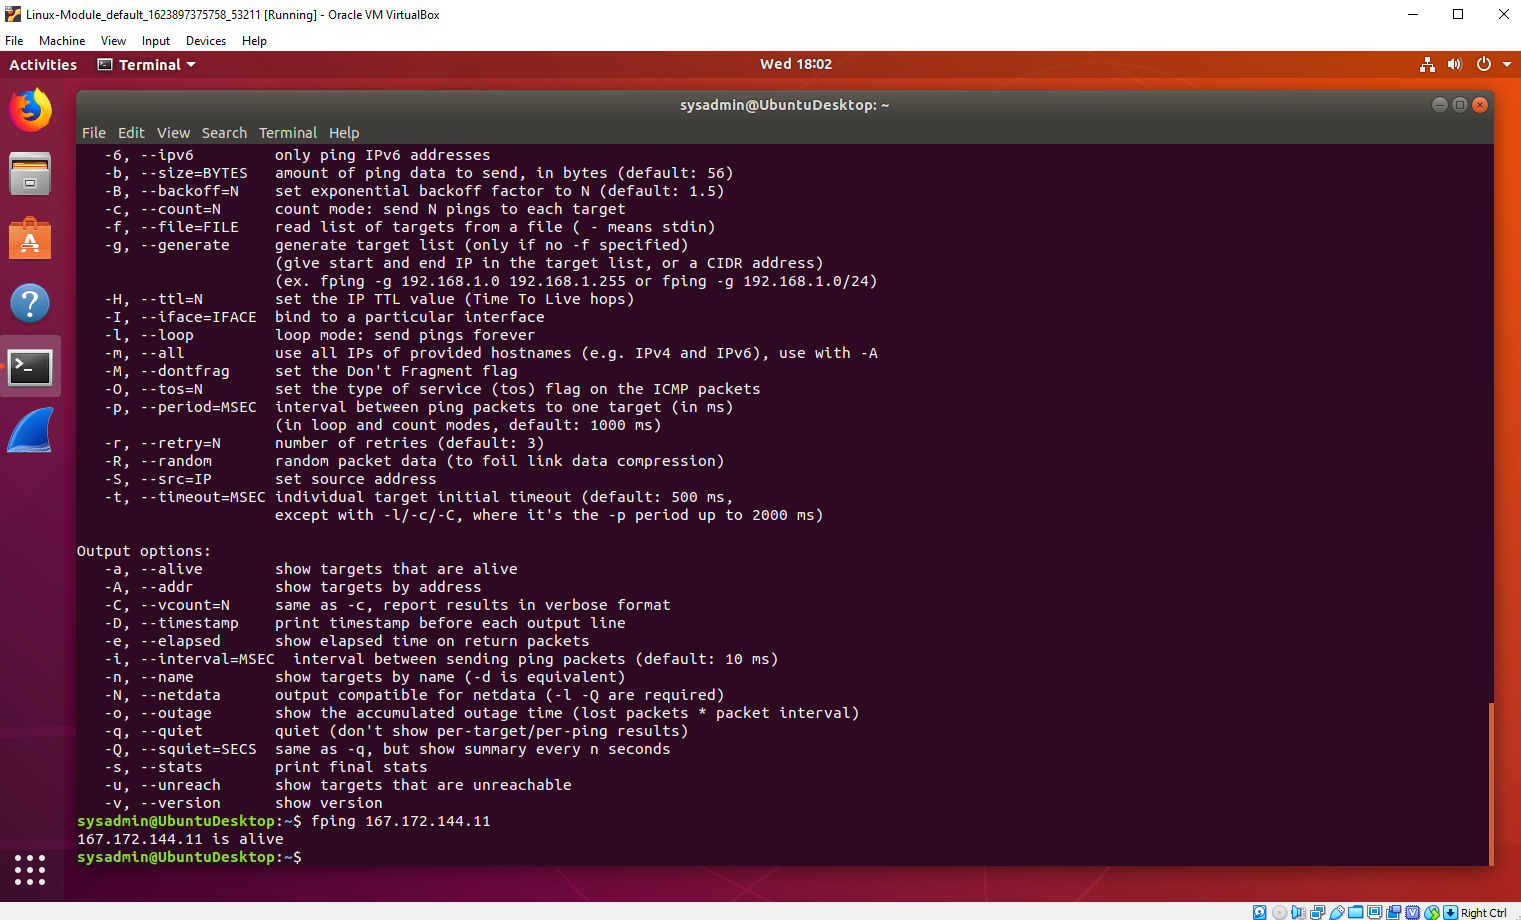 Linux-Module_default_1623897375758_53211 [Running] - Oracle VM VirtualBox
File Machine View Input Devices Help
Activities Terminal Wed 18:02
sysadmin@UbuntuDesktop: ~
File Edit View Search Terminal Help
-6, --ipv6 only ping IPv6 addresses
-b, --size=BYTES amount of ping data to send, in bytes (default: 56)
-B, --backoff=N set exponential backoff factor to N (default: 1.5)
-c, --count=N count mode: send N pings to each target
-f, --file=FILE read list of targets from a file ( - means stdin)
-g, --generate generate target list (only if no -f specified)
(give start and end IP in the target list, or a CIDR address)
(ex. fping -g 192.168.1.0 192.168.1.255 or fping -g 192.168.1.0/24)
-H, --ttl=N set the IP TTL value (Time To Live hops)
-I, --iface=IFACE bind to a particular interface
-l, --loop loop mode: send pings forever
-m, --all use all IPs of provided hostnames (e.g. IPv4 and IPv6), use with -A
-M, --dontfrag set the Don't Fragment flag
-O, --tos=N set the type of service (tos) flag on the ICMP packets
-p, --period=MSEC interval between ping packets to one target (in ms)
(in loop and count modes, default: 1000 ms)
-r, --retry=N number of retries (default: 3)
-R, --random random packet data (to foil link data compression)
-S, --src=IP set source address
-t, --timeout=MSEC individual target initial timeout (default: 500 ms,
except with -l/-c/-C, where it's the -p period up to 2000 ms)
Output options:
-a, --alive show targets that are alive
-A, --addr show targets by address
-C, --vcount=N same as -c, report results in verbose format
-D, --timestamp print timestamp before each output line
-e, --elapsed show elapsed time on return packets
-i, --interval=MSEC interval between sending ping packets (default: 10 ms)
-n, --name show targets by name (-d is equivalent)
-N, --netdata output compatible for netdata (-l -Q are required)
-o, --outage show the accumulated outage time (lost packets * packet interval)
-q, --quiet quiet (don't show per-target/per-ping results)
-Q, --squiet=SECS same as -q, but show summary every n seconds
-s, --stats print final stats
-u, --unreach show targets that are unreachable
-v, --version show version
sysadmin@UbuntuDesktop:~$ fping 167.172.144.11
167.172.144.11 is alive
sysadmin@UbuntuDesktop:~$
Right Ctrl